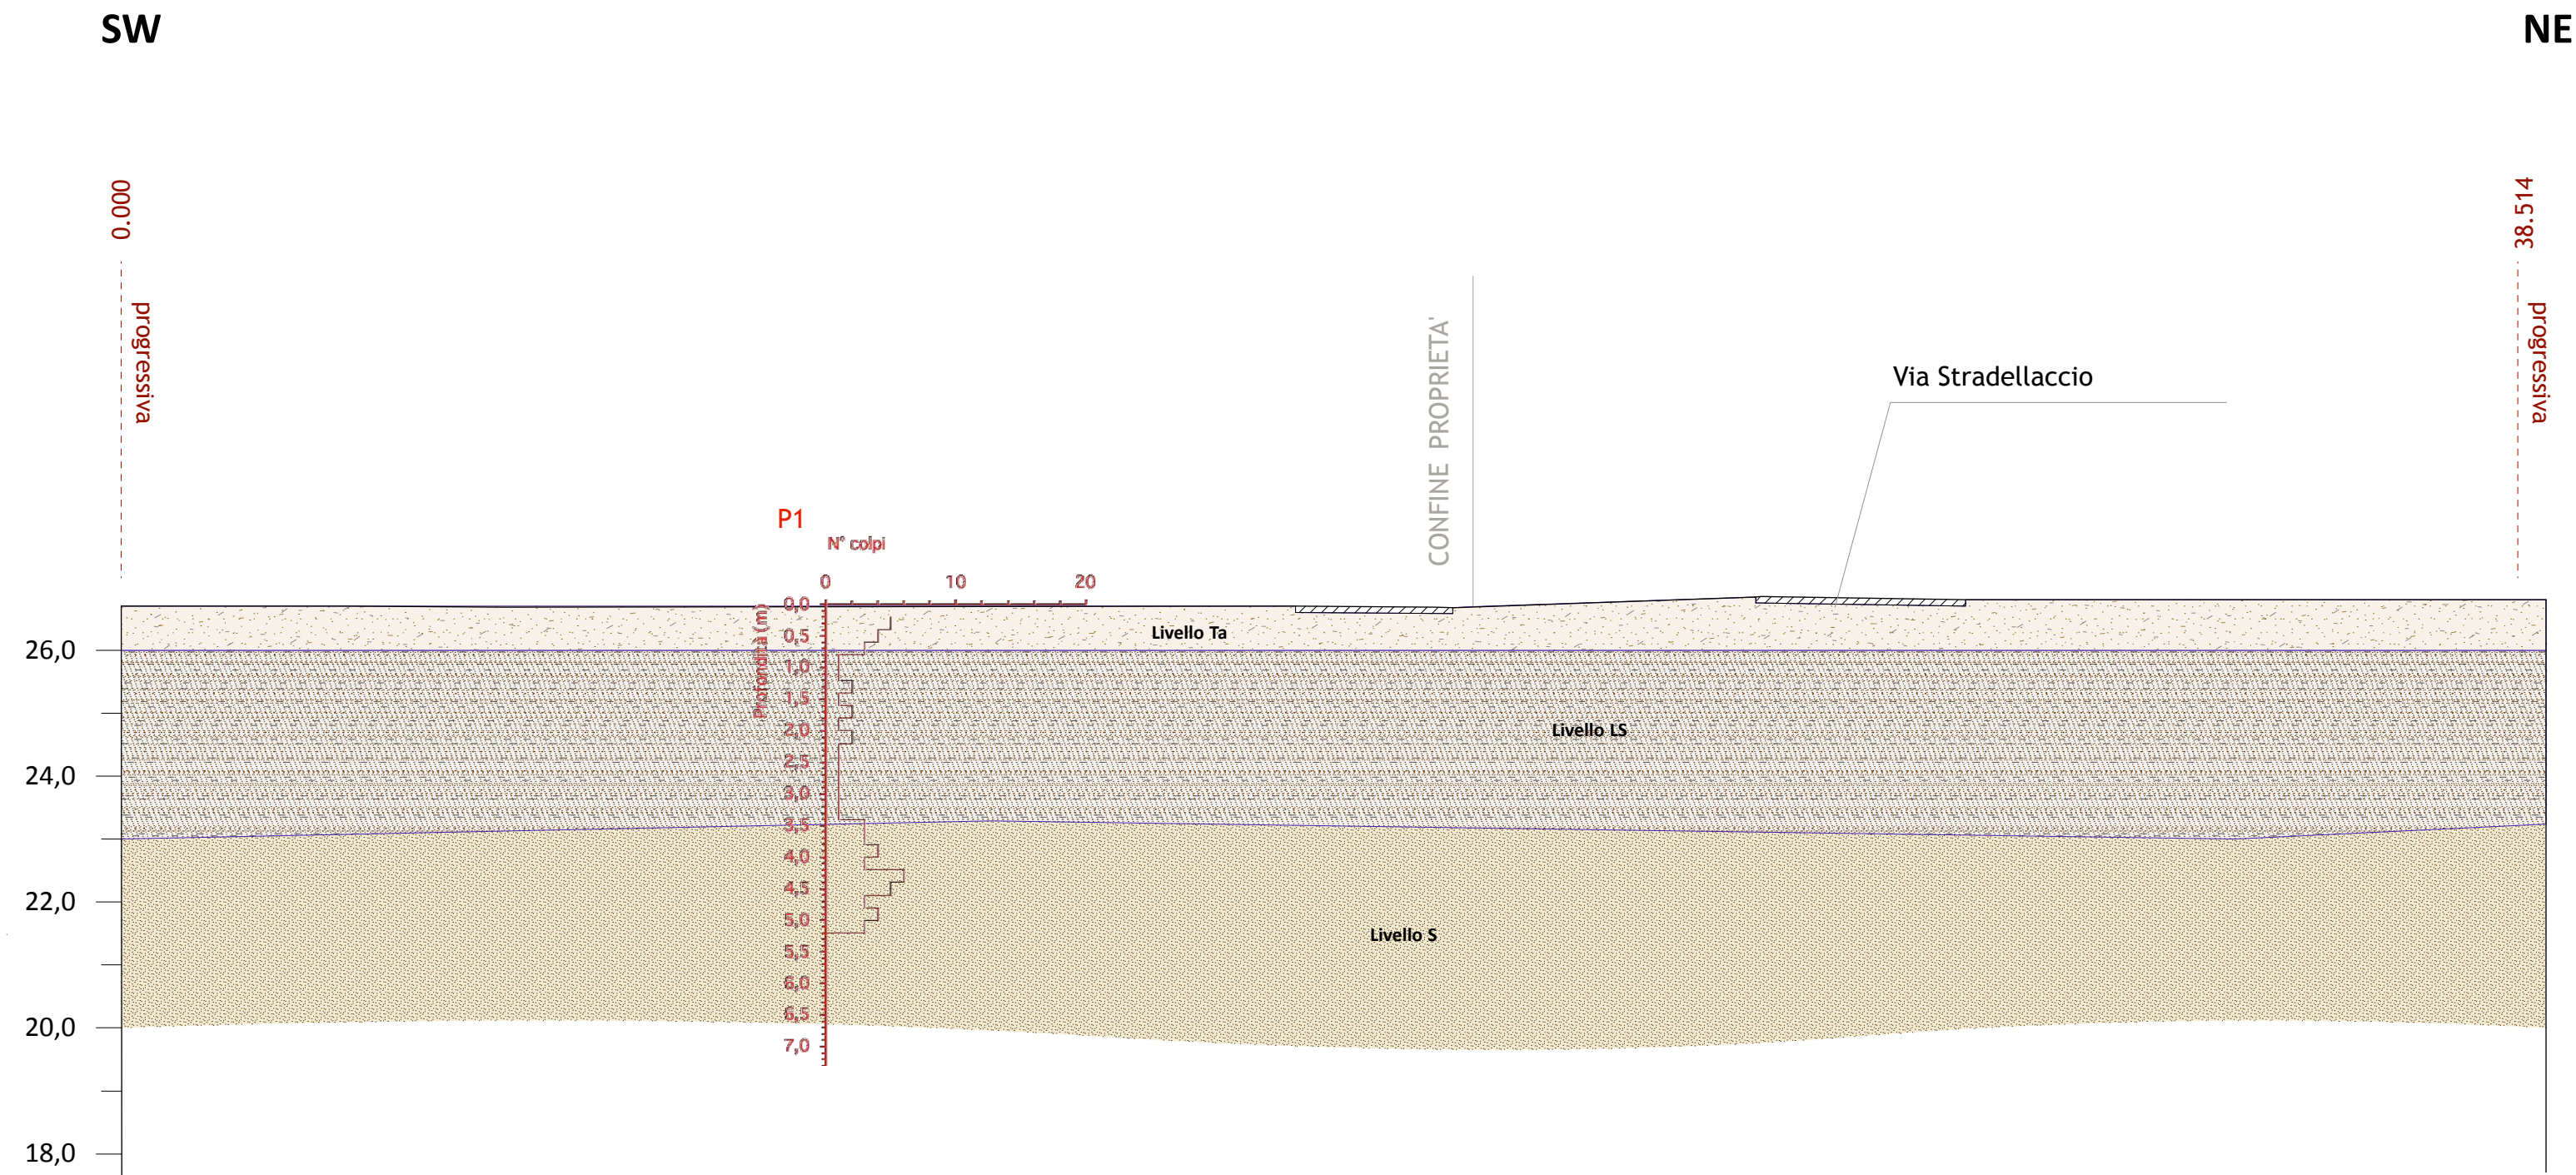 SW
NE
0.000
38.514
progressiva
progressiva
CONFINE PROPRIETA'
Via Stradellaccio
P1
N° colpi
0 10 20
Profondità (m)
0,0
0,5
1,0
1,5
2,0
2,5
3,0
3,5
4,0
4,5
5,0
5,5
6,0
6,5
7,0
Livello Ta
Livello LS
Livello S
26,0
24,0
22,0
20,0
18,0